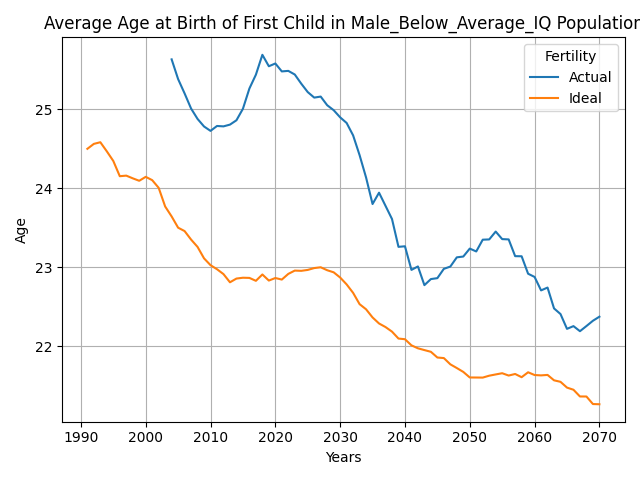 Average Age at Birth of First Child in Male_Below_Average_IQ Population
Fertility
Actual
Ideal
Age
25
24
23
22
1990 2000 2010 2020 2030 2040 2050 2060 2070
Years